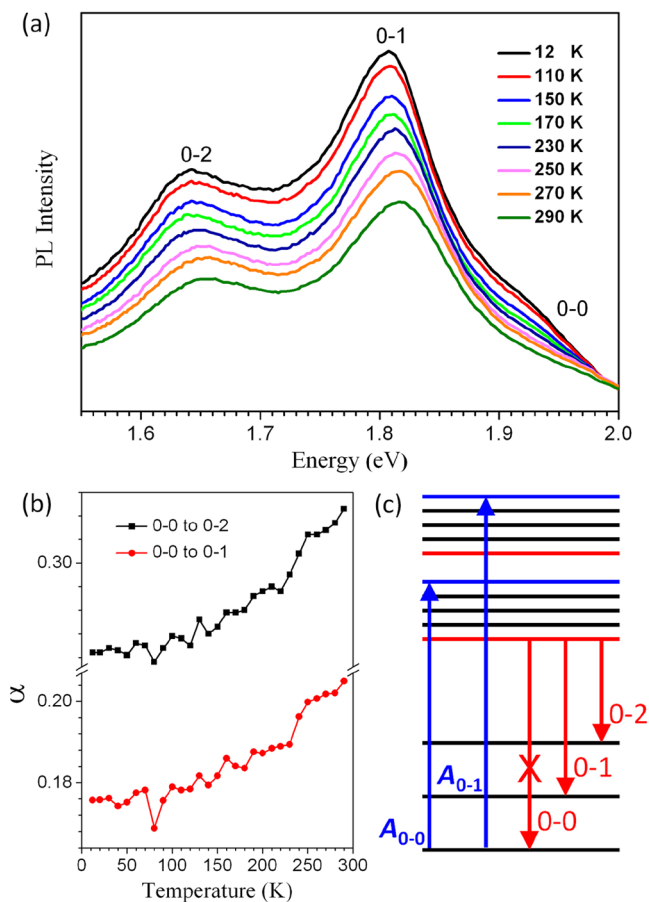 (a)
0-1
0-2
0-0
12 K
110 K
150 K
170 K
230 K
250 K
270 K
290 K
PL Intensity
1.6 1.7 1.8 1.9 2.0
Energy (eV)
(b)
0-0 to 0-2
0-0 to 0-1
0.30
0.20
0.18
α
0 50 100 150 200 250 300
Temperature (K)
(c)
0-2
A0-1
X
0-1
A0-0
0-0